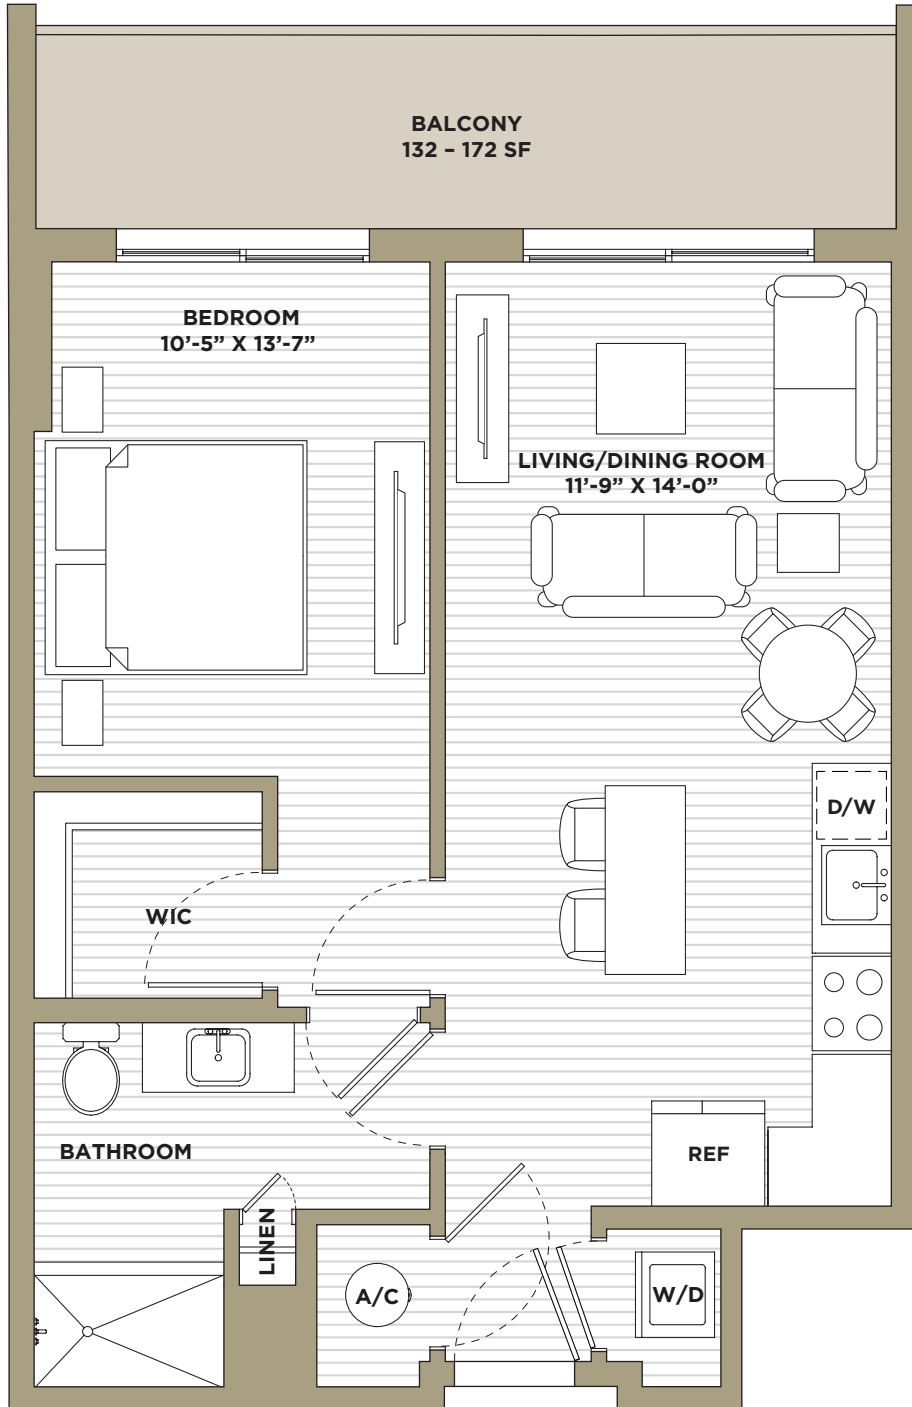 BALCONY
132 – 172 SF
BEDROOM
10’-5” X 13’-7”
LIVING/DINING ROOM
11’-9” X 14’-0”
D/W
WIC
BATHROOM
REF
LINEN
A/C
W/D